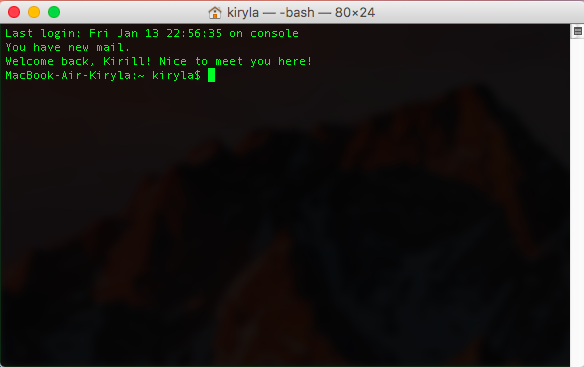 kiryla — -bash — 80×24
Last login: Fri Jan 13 22:56:35 on console
You have new mail.
Welcome back, Kirill! Nice to meet you here!
MacBook-Air-Kiryla:~ kiryla$